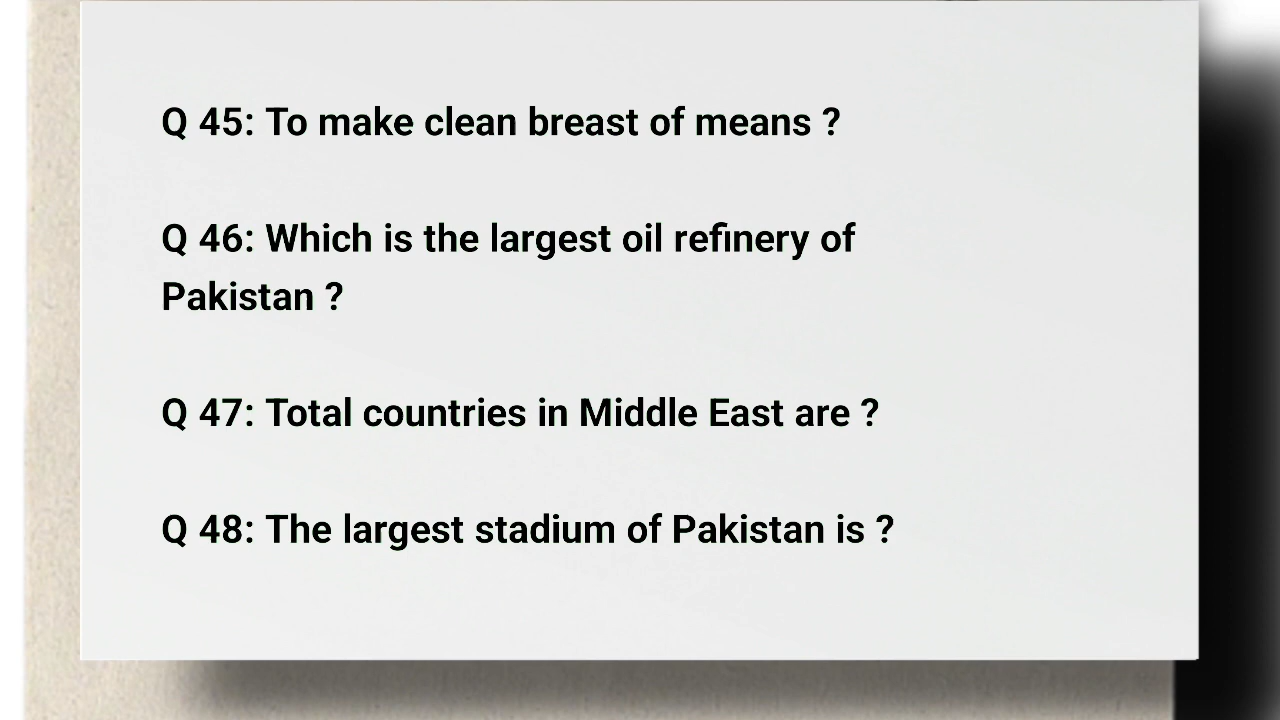 Q 45: To make clean breast of means ?
Q 46: Which is the largest oil refinery of
Pakistan ?
Q 47: Total countries in Middle East are ?
Q 48: The largest stadium of Pakistan is ?